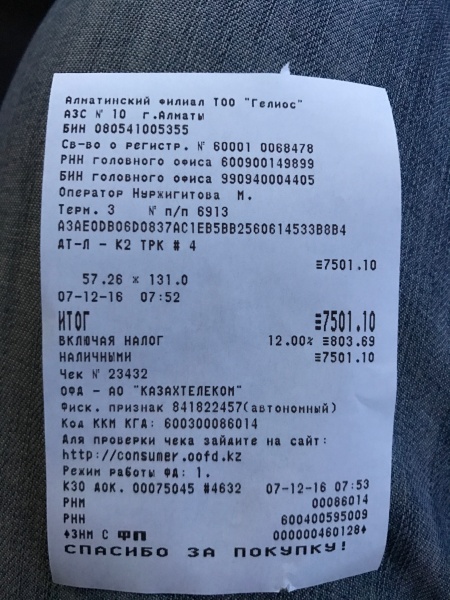 Алматинский филиал ТОО "Гелиос"
АЗС № 10 г.Алматы
БИН 080541005355
Св-во о регистр. № 60001 0068478
РНН головного офиса 600900149899
БИН головного офиса 990940004405
Оператор Нуржигитова М.
Терм. 3 № п/п 6913
A3AE0DB06D0837AC1EB5BB2560614533B8B4
ДТ-Л - К2 ТРК # 4
≡7501.10
57.26 * 131.0
07-12-16 07:52
ИТОГ ≡7501.10
ВКЛЮЧАЯ НАЛОГ 12.00% ≡803.69
НАЛИЧНЫМИ ≡7501.10
Чек № 23432
ОФД - АО "КАЗАХТЕЛЕКОМ"
Фиск. признак 841822457(автономный)
Код ККМ КГД: 600300086014
Для проверки чека зайдите на сайт:
http://consumer.oofd.kz
Режим работы ФД: 1.
КЗО ДОК. 00075045 #4632 07-12-16 07:53
РНМ 00086014
РНН 600400595009
♦ЗНМ С ФП 000000460128♦
СПАСИБО ЗА ПОКУПКУ!